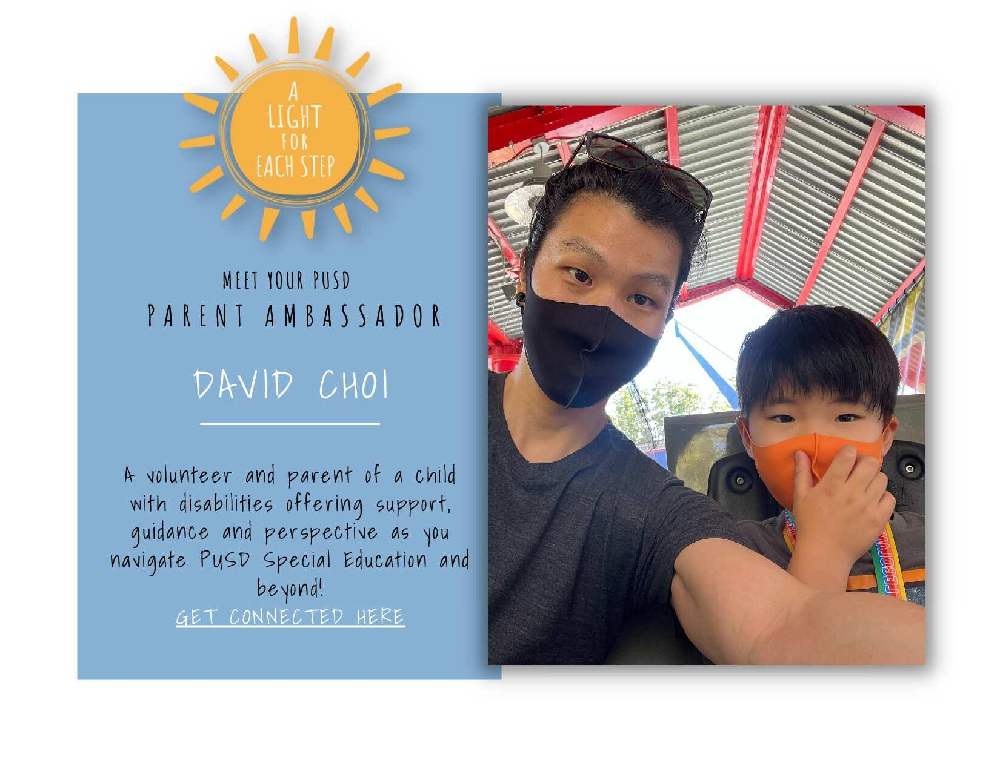 A
LIGHT
FOR
EACH STEP
MEET YOUR PUSD
PARENT AMBASSADOR
DAVID CHOI
A volunteer and parent of a child
with disabilities offering support,
guidance and perspective as you
navigate PUSD Special Education and
beyond!
GET CONNECTED HERE